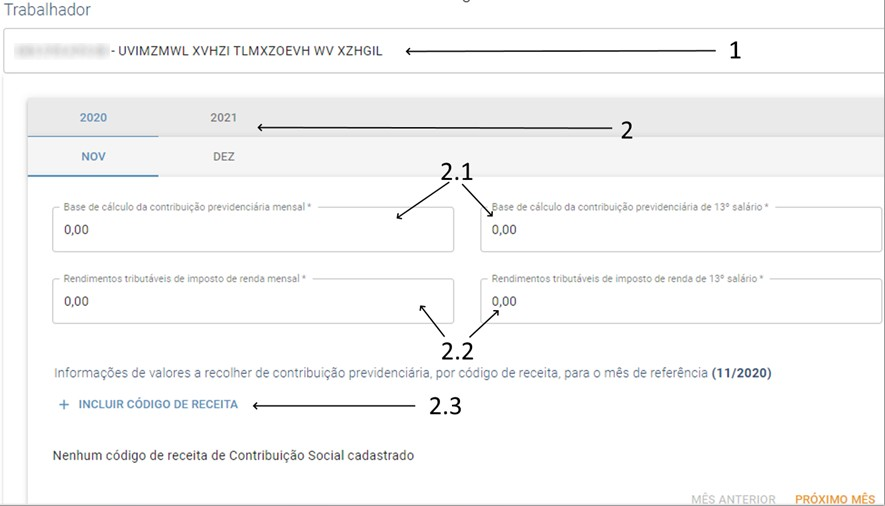 Trabalhador
- UVIMZMWL XVHZI TLMXZOEVH WV XZHGIL
1
2020 2021
2
NOV DEZ
2.1
Base de cálculo da contribuição previdenciária mensal * Base de cálculo da contribuição previdenciária de 13º salário *
0,00 0,00
Rendimentos tributáveis de imposto de renda mensal * Rendimentos tributáveis de imposto de renda de 13º salário *
0,00 0,00
2.2
Informações de valores a recolher de contribuição previdenciária, por código de receita, para o mês de referência (11/2020)
+ INCLUIR CÓDIGO DE RECEITA
2.3
Nenhum código de receita de Contribuição Social cadastrado
MÊS ANTERIOR PRÓXIMO MÊS